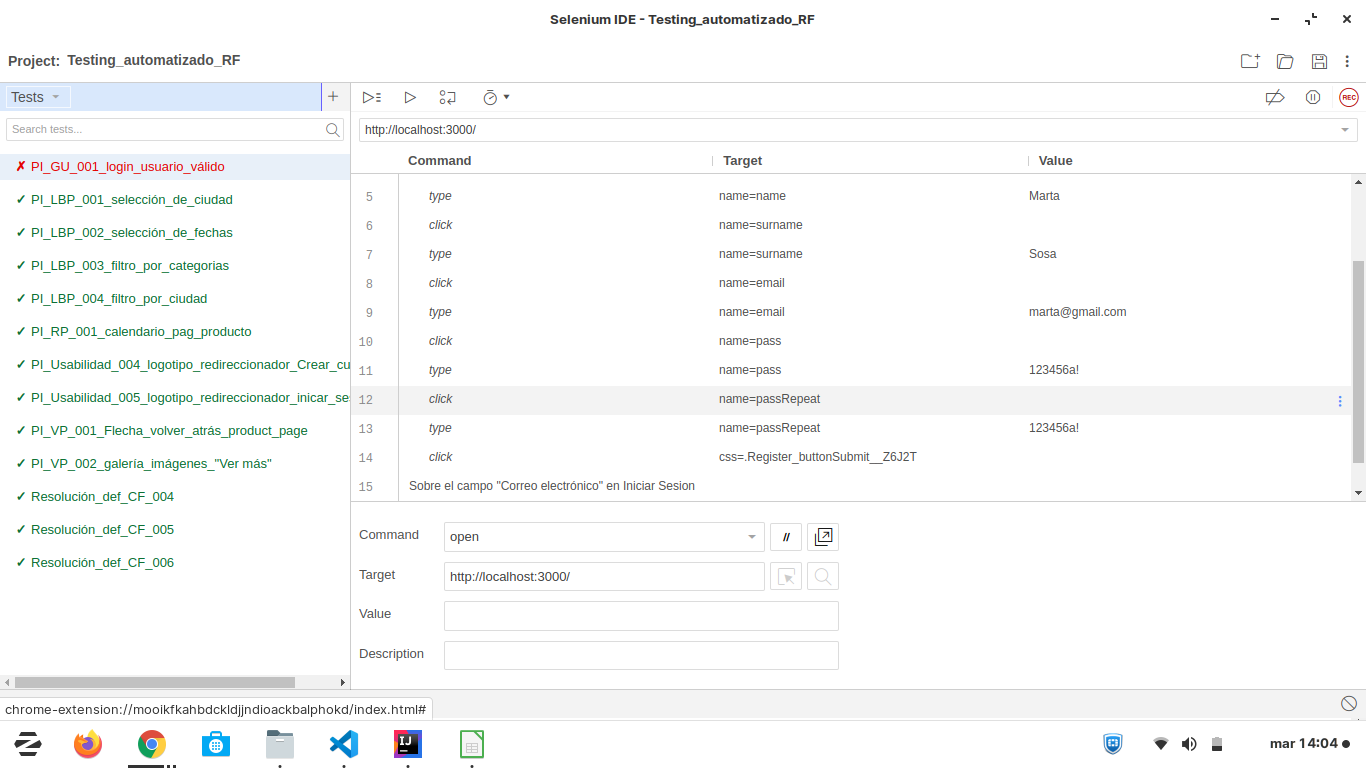 Selenium IDE - Testing_automatizado_RF
Project: Testing_automatizado_RF
Tests
+
Search tests...
✗ PI_GU_001_login_usuario_válido
✓ PI_LBP_001_selección_de_ciudad
✓ PI_LBP_002_selección_de_fechas
✓ PI_LBP_003_filtro_por_categorias
✓ PI_LBP_004_filtro_por_ciudad
✓ PI_RP_001_calendario_pag_producto
✓ PI_Usabilidad_004_logotipo_redireccionador_Crear_cu
✓ PI_Usabilidad_005_logotipo_redireccionador_inicar_se
✓ PI_VP_001_Flecha_volver_atrás_product_page
✓ PI_VP_002_galería_imágenes_"Ver más"
✓ Resolución_def_CF_004
✓ Resolución_def_CF_005
✓ Resolución_def_CF_006
REC
http://localhost:3000/
Command Target Value
5 type name=name Marta
6 click name=surname
7 type name=surname Sosa
8 click name=email
9 type name=email marta@gmail.com
10 click name=pass
11 type name=pass 123456a!
12 click name=passRepeat
13 type name=passRepeat 123456a!
14 click css=.Register_buttonSubmit__Z6J2T
15 Sobre el campo "Correo electrónico" en Iniciar Sesion
Command open //
Target http://localhost:3000/
Value
Description
chrome-extension://mooikfkahbdckldjjndioackbalphokd/index.html#
IJ
mar 14:04